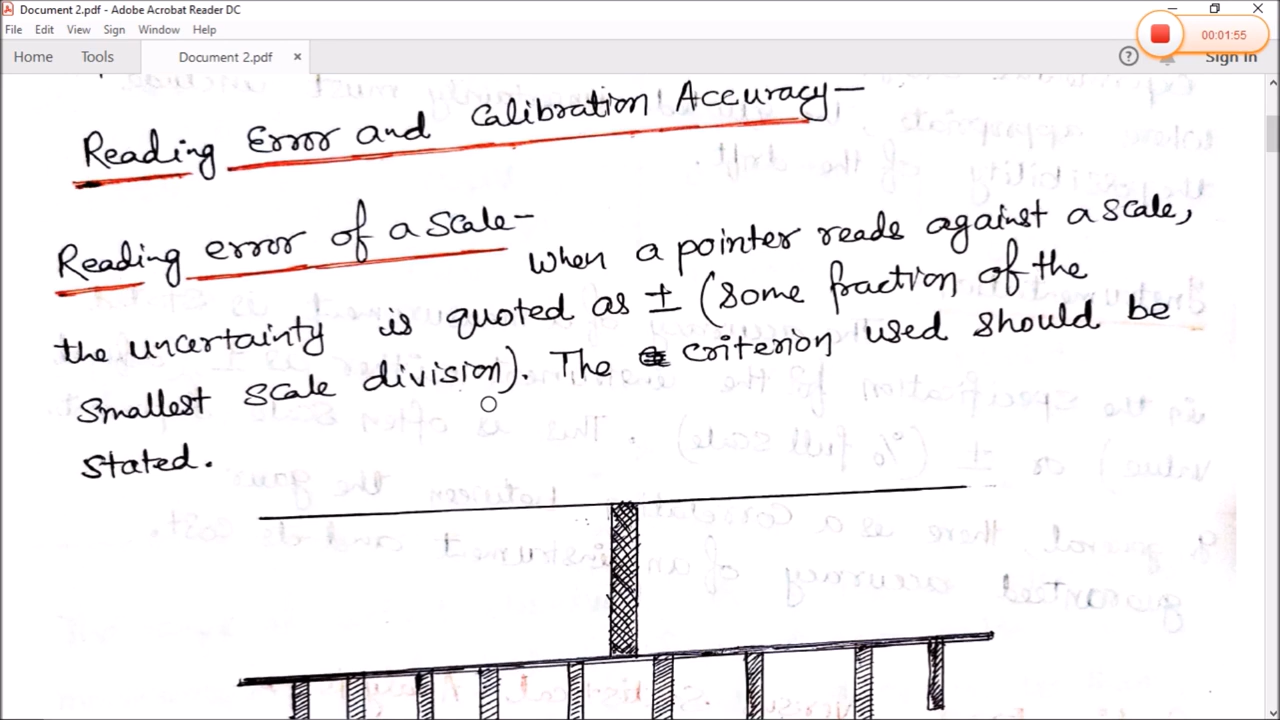 Document 2.pdf - Adobe Acrobat Reader DC
File Edit View Sign Window Help
00:01:55
Home Tools Document 2.pdf × Sign In
Reading Error and Calibration Accuracy—
Reading error of a scale—
When a pointer reads against a scale,
the uncertainty is quoted as ± (some fraction of the
smallest scale division). The criterion used should be
stated.